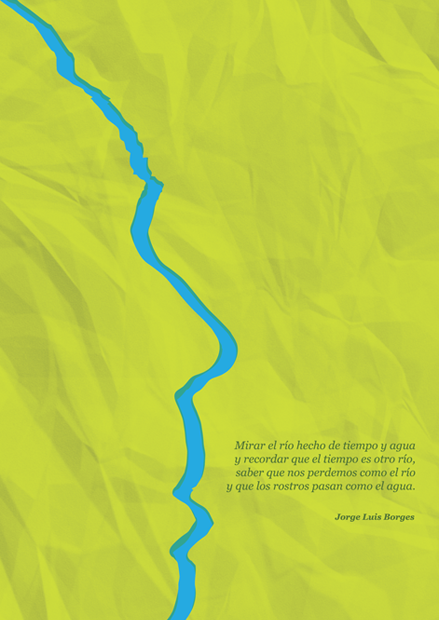 Mirar el río hecho de tiempo y agua
y recordar que el tiempo es otro río,
saber que nos perdemos como el río
y que los rostros pasan como el agua.
Jorge Luis Borges